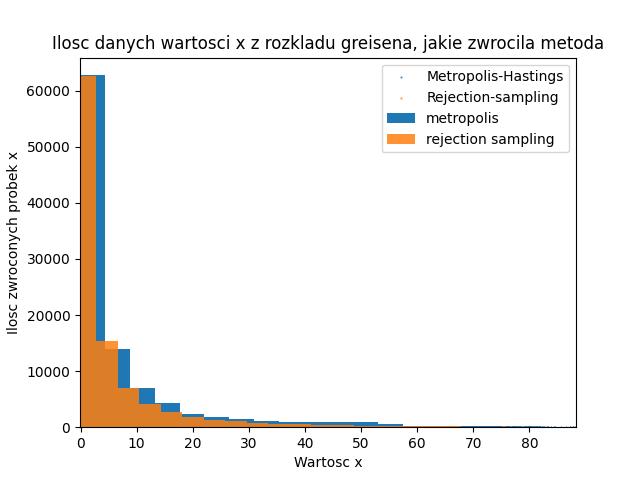 Ilosc danych wartosci x z rozkladu greisena, jakie zwrocila metoda
Metropolis-Hastings
Rejection-sampling
metropolis
rejection sampling
Ilosc zwroconych probek x
60000
50000
40000
30000
20000
10000
0
0 10 20 30 40 50 60 70 80
Wartosc x